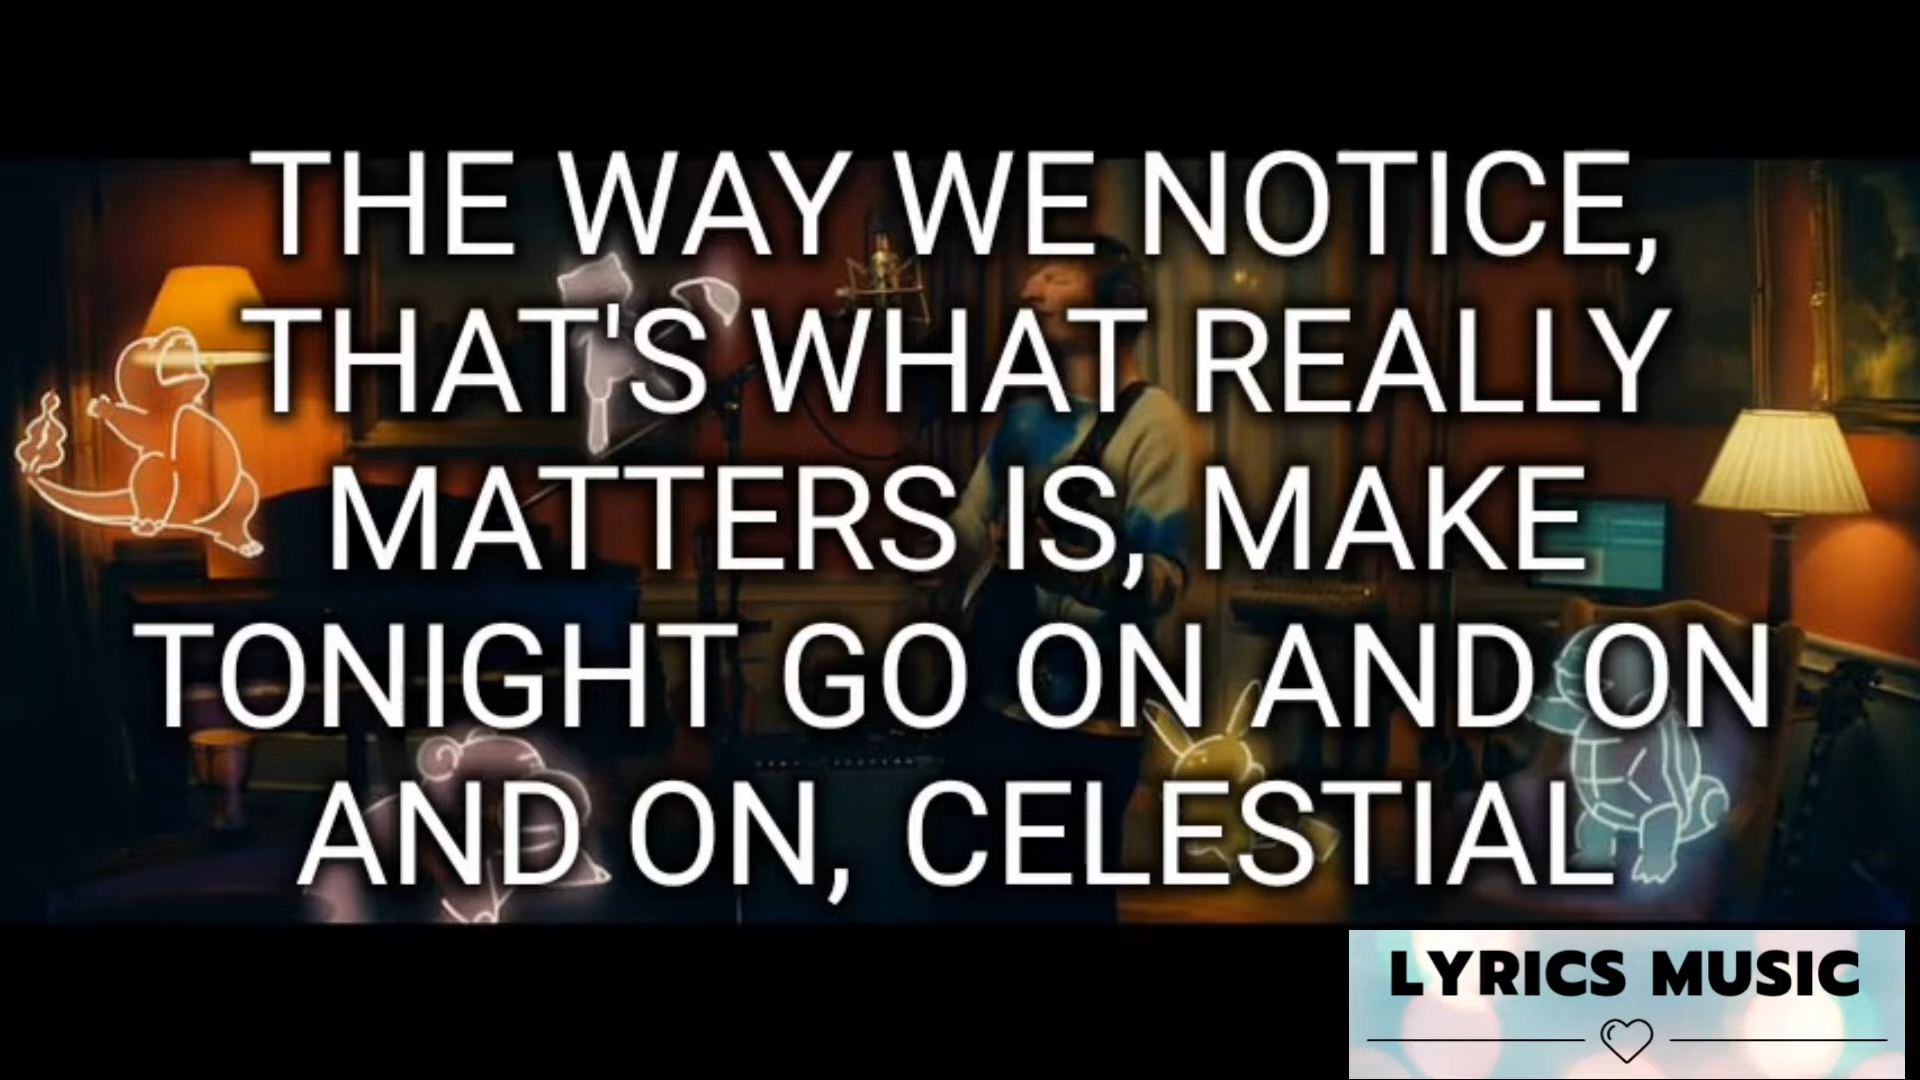 THE WAY WE NOTICE,
THAT'S WHAT REALLY
MATTERS IS, MAKE
TONIGHT GO ON AND ON
AND ON, CELESTIAL
LYRICS MUSIC